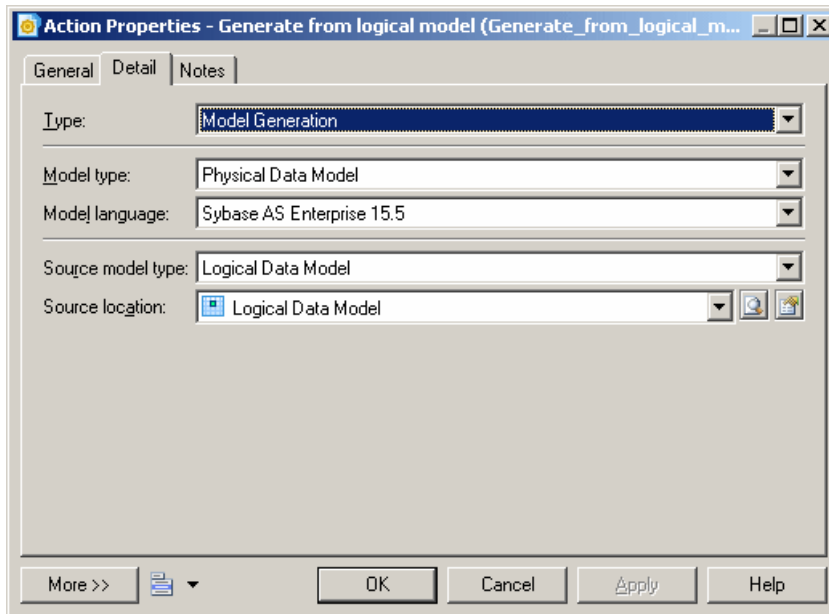 Action Properties - Generate from logical model (Generate_from_logical_m...
General Detail Notes
Type: Model Generation
Model type: Physical Data Model
Model language: Sybase AS Enterprise 15.5
Source model type: Logical Data Model
Source location: Logical Data Model
More >> OK Cancel Apply Help